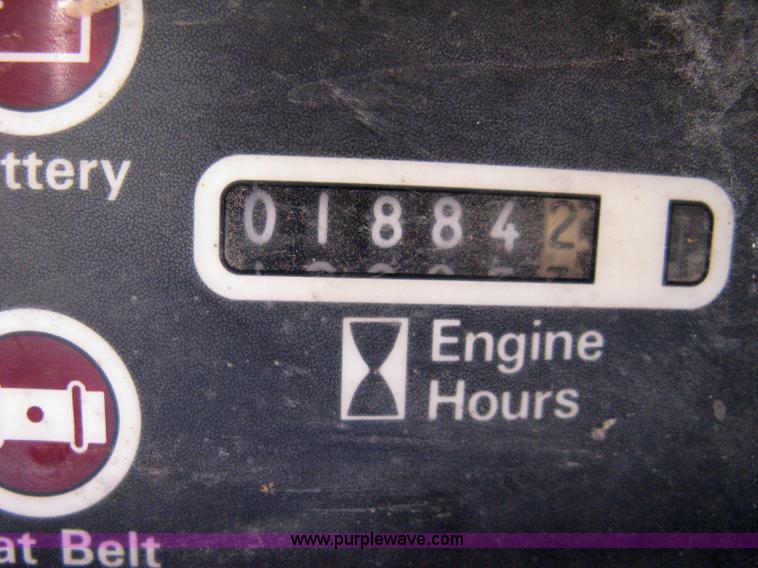 ttery
018842
Engine
Hours
at Belt
www.purplewave.com